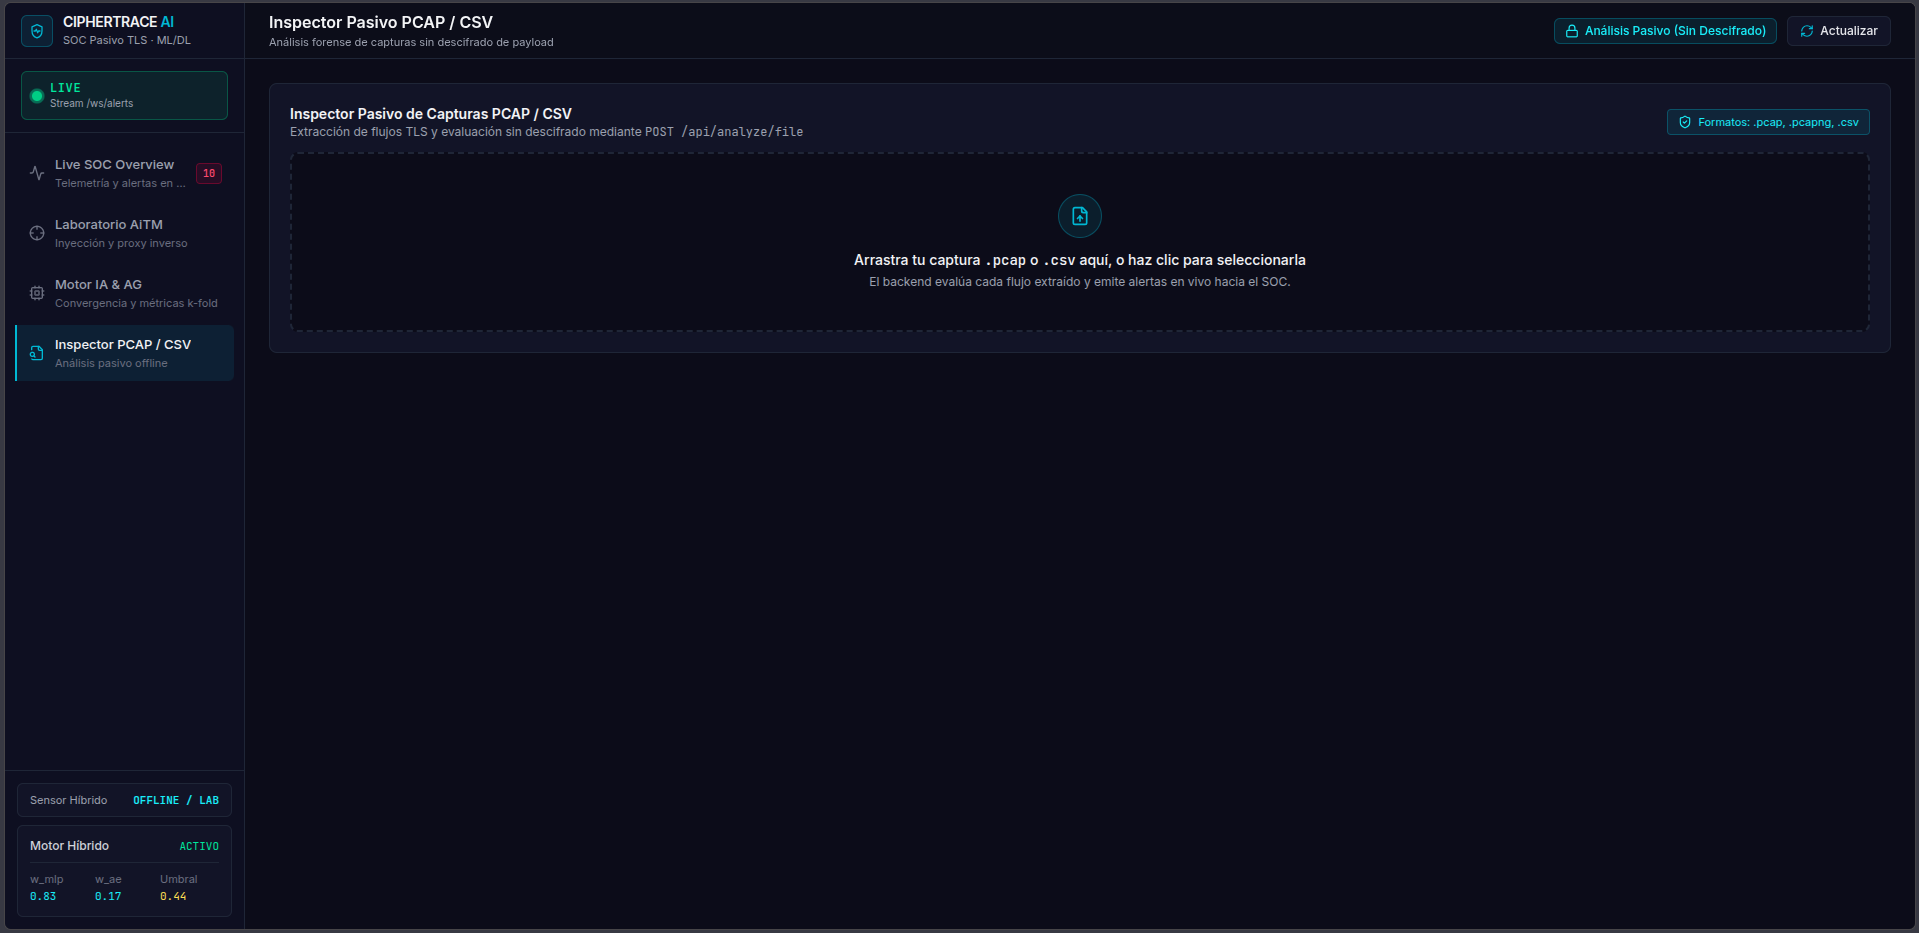 CIPHERTRACE AI
SOC Pasivo TLS · ML/DL
LIVE
Stream /ws/alerts
Live SOC Overview
Telemetría y alertas en ...
10
Laboratorio AiTM
Inyección y proxy inverso
Motor IA & AG
Convergencia y métricas k-fold
Inspector PCAP / CSV
Análisis pasivo offline
Sensor Híbrido OFFLINE / LAB
Motor Híbrido ACTIVO
w_mlp w_ae Umbral
0.83 0.17 0.44
Inspector Pasivo PCAP / CSV
Análisis forense de capturas sin descifrado de payload
Análisis Pasivo (Sin Descifrado)
Actualizar
Inspector Pasivo de Capturas PCAP / CSV
Extracción de flujos TLS y evaluación sin descifrado mediante POST /api/analyze/file
Formatos: .pcap, .pcapng, .csv
Arrastra tu captura .pcap o .csv aquí, o haz clic para seleccionarla
El backend evalúa cada flujo extraído y emite alertas en vivo hacia el SOC.